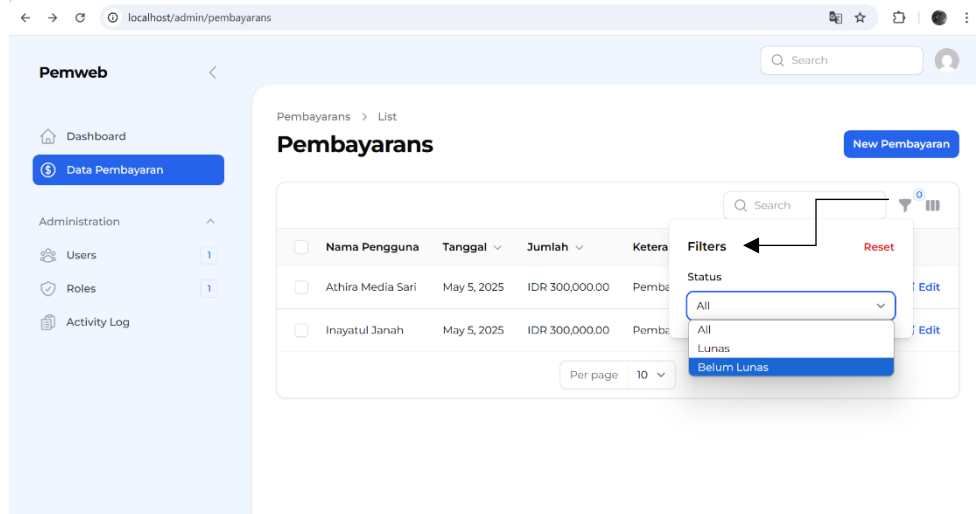 localhost/admin/pembayarans
Pemweb
Search
Dashboard
Data Pembayaran
Administration
Users 1
Roles 1
Activity Log
Pembayarans > List
Pembayarans
New Pembayaran
Search
0
Nama Pengguna Tanggal Jumlah Ketera
Athira Media Sari May 5, 2025 IDR 300,000.00 Pemba Edit
Inayatul Janah May 5, 2025 IDR 300,000.00 Pemba Edit
Filters Reset
Status
All
All
Lunas
Belum Lunas
Per page 10